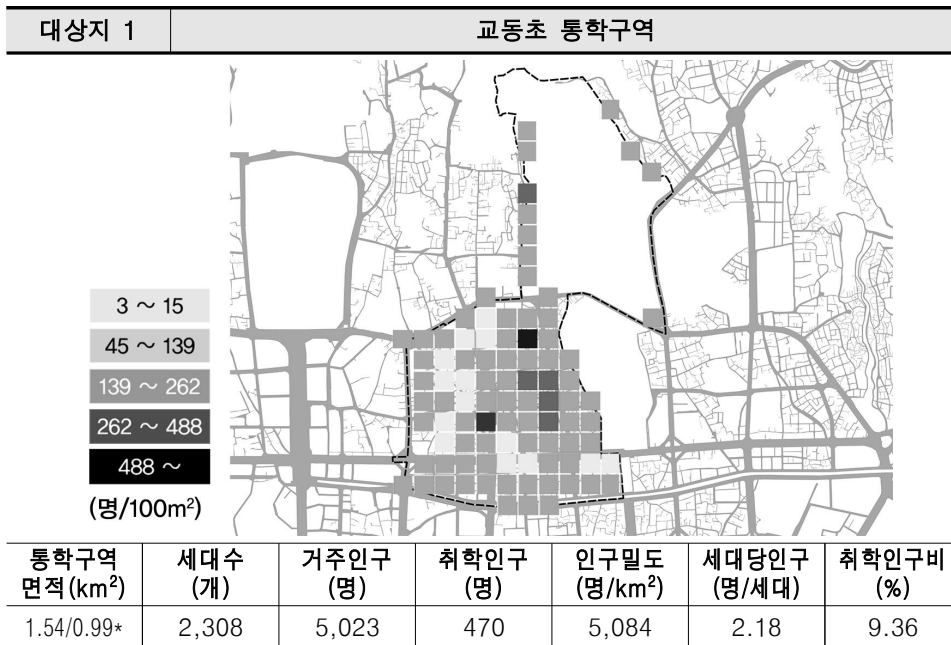 대상지 1 교동초 통학구역
3 ~ 15
45 ~ 139
139 ~ 262
262 ~ 488
488 ~
(명/100m²)
통학구역 세대수 거주인구 취학인구 인구밀도 세대당인구 취학인구비
면적(km²) (개) (명) (명) (명/km²) (명/세대) (%)
1.54/0.99* 2,308 5,023 470 5,084 2.18 9.36